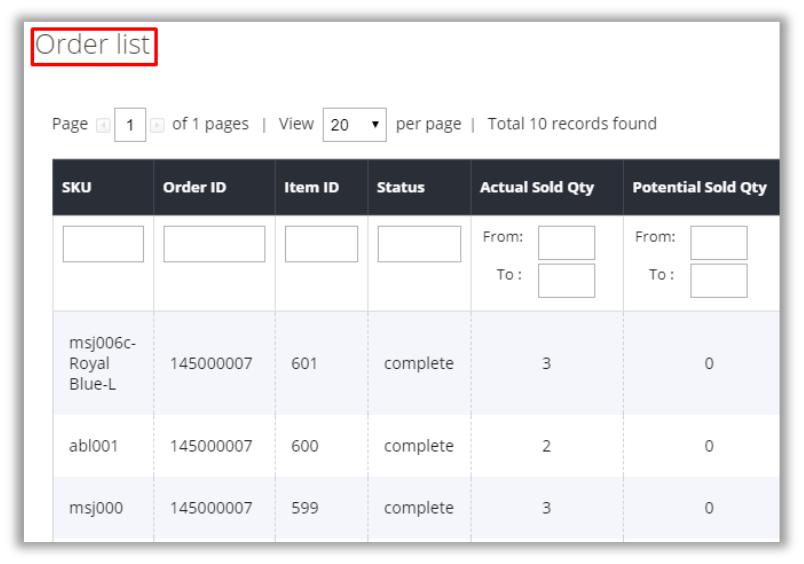 Order list
Page 1 of 1 pages | View 20 per page | Total 10 records found
SKU Order ID Item ID Status Actual Sold Qty Potential Sold Qty
From: From:
To : To :
msj006c-
Royal 145000007 601 complete 3 0
Blue-L
abl001 145000007 600 complete 2 0
msj000 145000007 599 complete 3 0